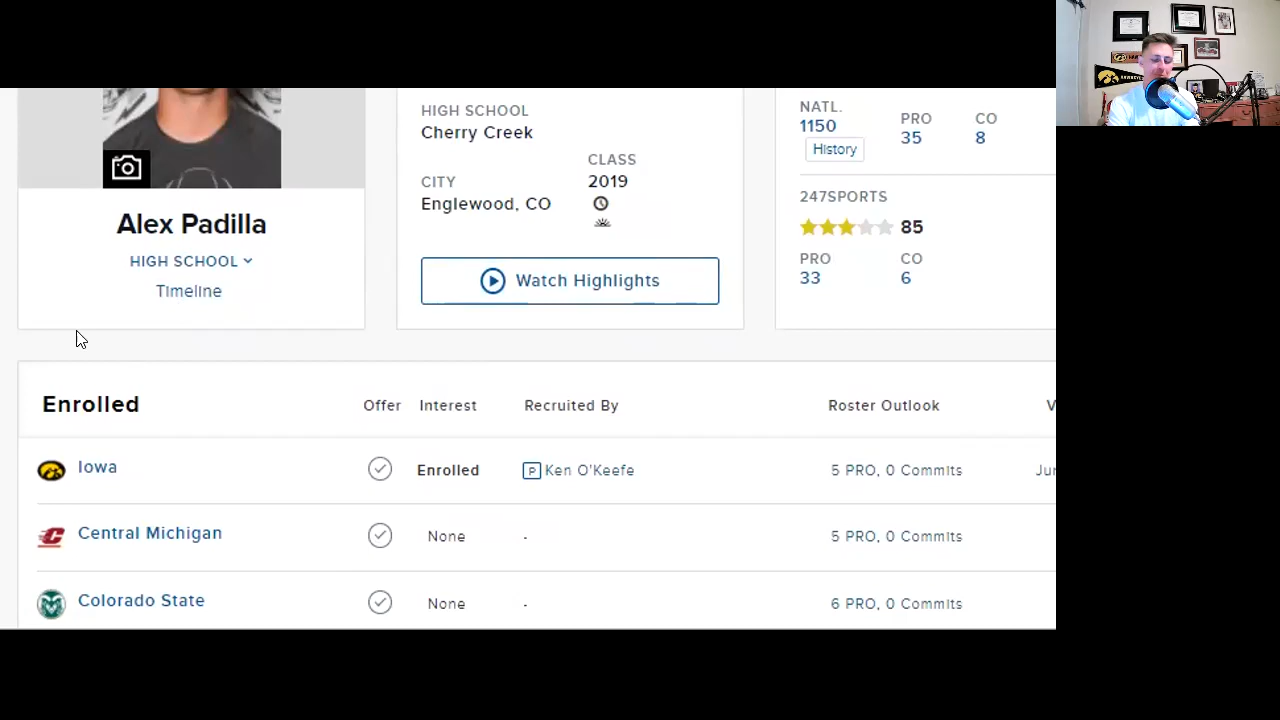 Alex Padilla
HIGH SCHOOL
Timeline
HIGH SCHOOL
Cherry Creek
CLASS
2019
CITY
Englewood, CO
Watch Highlights
NATL.
1150
History
PRO
35
CO
8
247SPORTS
85
PRO
33
CO
6
Enrolled Offer Interest Recruited By Roster Outlook V
Iowa Enrolled P Ken O'Keefe 5 PRO, 0 Commits Jun
Central Michigan None - 5 PRO, 0 Commits
Colorado State None - 6 PRO, 0 Commits